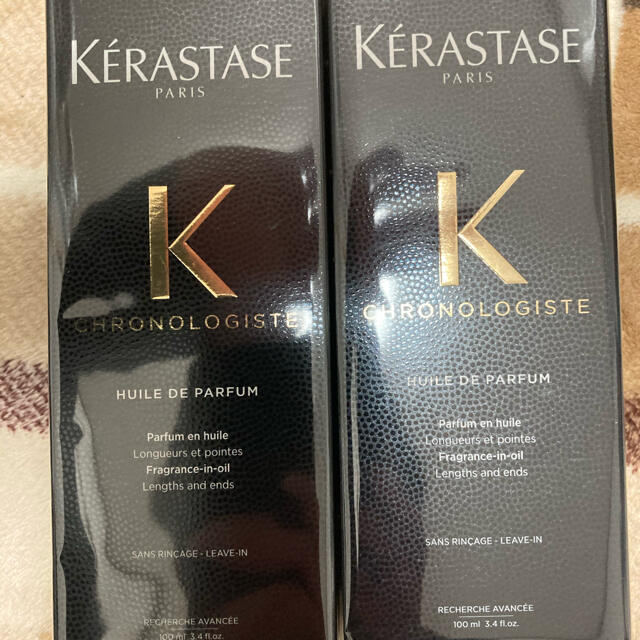 KÉRASTASE
PARIS
K
CHRONOLOGISTE
HUILE DE PARFUM
Parfum en huile
Longueurs et pointes
Fragrance-in-oil
Lengths and ends
SANS RINÇAGE - LEAVE-IN
RECHERCHE AVANCÉE
100 ml 3.4 fl.oz.
KÉRASTASE
PARIS
K
CHRONOLOGISTE
HUILE DE PARFUM
Parfum en huile
Longueurs et pointes
Fragrance-in-oil
Lengths and ends
SANS RINÇAGE - LEAVE-IN
RECHERCHE AVANCÉE
100 ml 3.4 fl.oz.